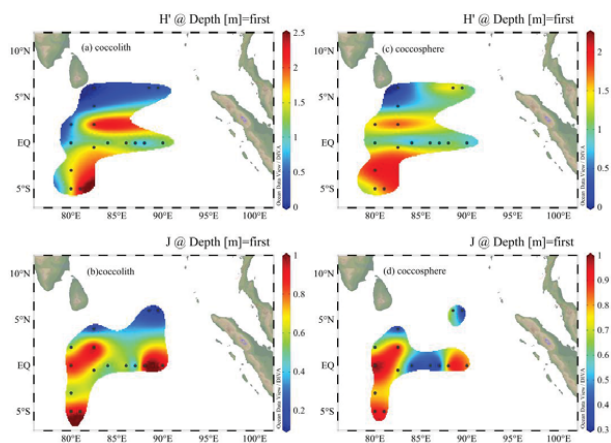 H' @ Depth [m]=first
H' @ Depth [m]=first
10°N
(a) coccolith
5°N
EQ
5°S
80°E 85°E 90°E 95°E 100°E
2.5
2
1.5
1
0.5
0
Ocean Data View / DIVA
10°N
(c) coccosphere
5°N
EQ
5°S
80°E 85°E 90°E 95°E 100°E
2
1.5
1
0.5
0
Ocean Data View / DIVA
J @ Depth [m]=first
J @ Depth [m]=first
10°N
(b)coccolith
5°N
EQ
5°S
80°E 85°E 90°E 95°E 100°E
1
0.8
0.6
0.4
0.2
Ocean Data View / DIVA
10°N
(d) coccosphere
5°N
EQ
5°S
80°E 85°E 90°E 95°E 100°E
1
0.9
0.8
0.7
0.6
0.5
0.4
0.3
Ocean Data View / DIVA